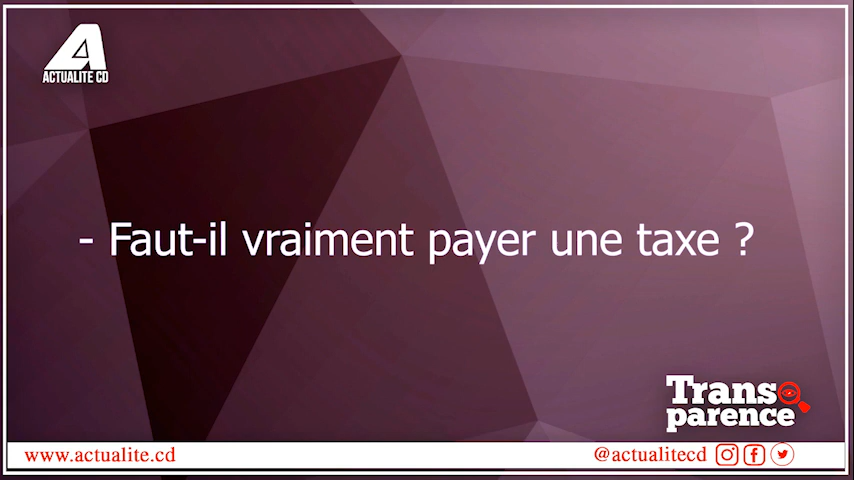 ACTUALITE CD
- Faut-il vraiment payer une taxe ?
Trans
parence
www.actualite.cd
@actualitecd